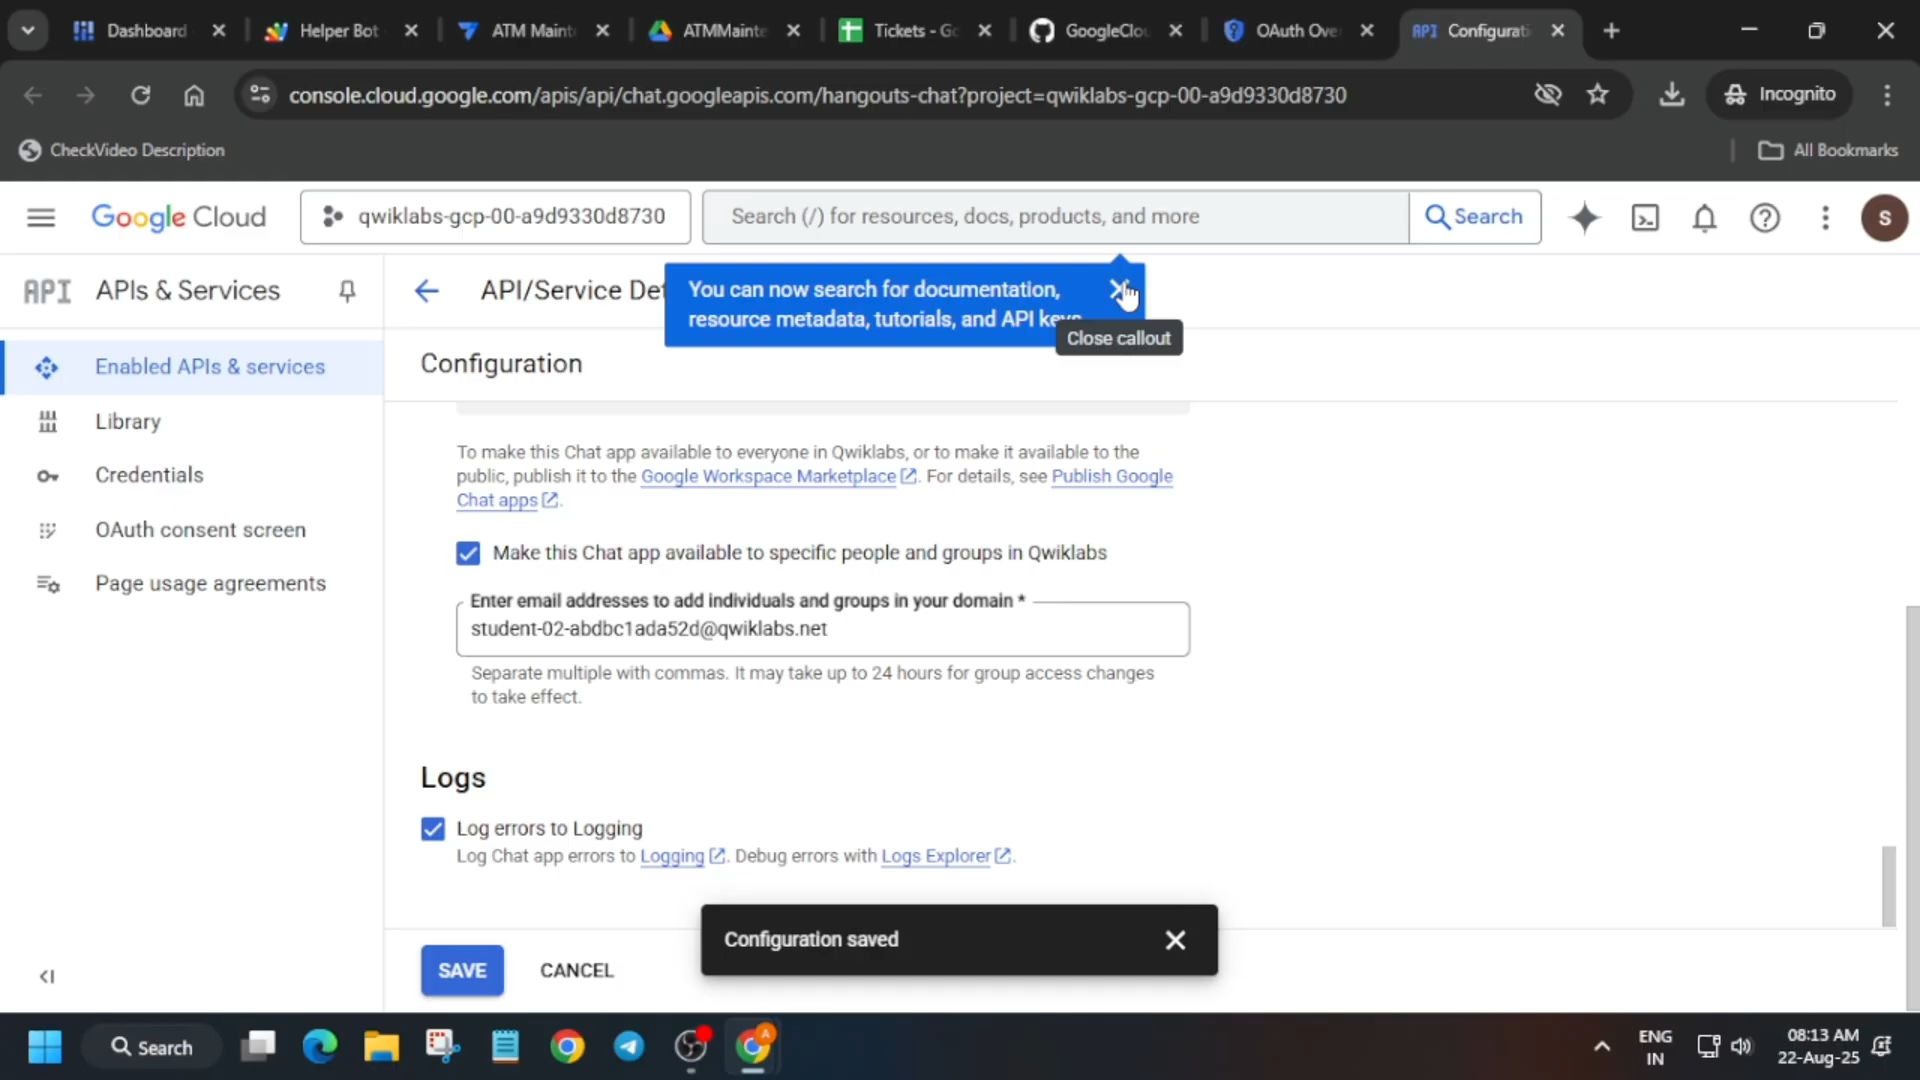 Dashboard
Helper Bot
ATM Maint
ATMMainte
Tickets - Go
GoogleClou
OAuth Ove
API Configurati
console.cloud.google.com/apis/api/chat.googleapis.com/hangouts-chat?project=qwiklabs-gcp-00-a9d9330d8730
Incognito
CheckVideo Description
All Bookmarks
Google Cloud
qwiklabs-gcp-00-a9d9330d8730
Search (/) for resources, docs, products, and more
Search
S
API APIs & Services
API/Service Det
You can now search for documentation,
resource metadata, tutorials, and API keys
Close callout
Enabled APIs & services
Library
Credentials
OAuth consent screen
Page usage agreements
Configuration
To make this Chat app available to everyone in Qwiklabs, or to make it available to the
public, publish it to the Google Workspace Marketplace. For details, see Publish Google
Chat apps.
Make this Chat app available to specific people and groups in Qwiklabs
Enter email addresses to add individuals and groups in your domain *
student-02-abdbc1ada52d@qwiklabs.net
Separate multiple with commas. It may take up to 24 hours for group access changes
to take effect.
Logs
Log errors to Logging
Log Chat app errors to Logging. Debug errors with Logs Explorer.
Configuration saved
SAVE
CANCEL
Search
A
ENG
IN
08:13 AM
22-Aug-25